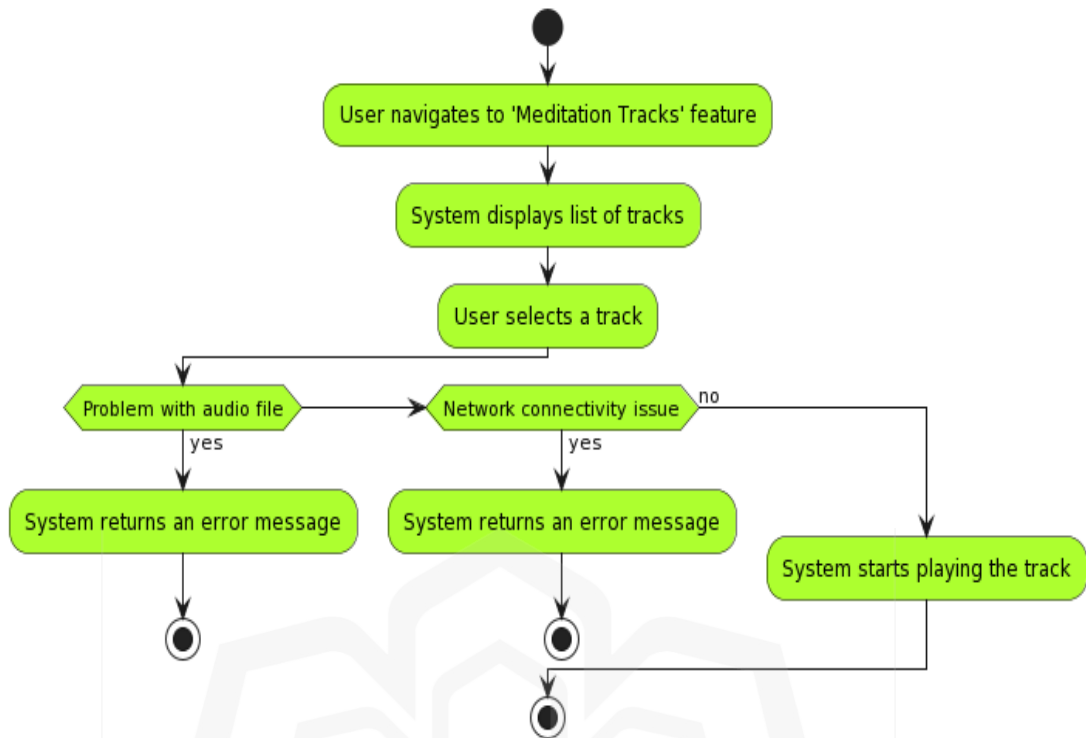 User navigates to 'Meditation Tracks' feature
System displays list of tracks
User selects a track
Problem with audio file
Network connectivity issue
no
yes
yes
System returns an error message
System returns an error message
System starts playing the track